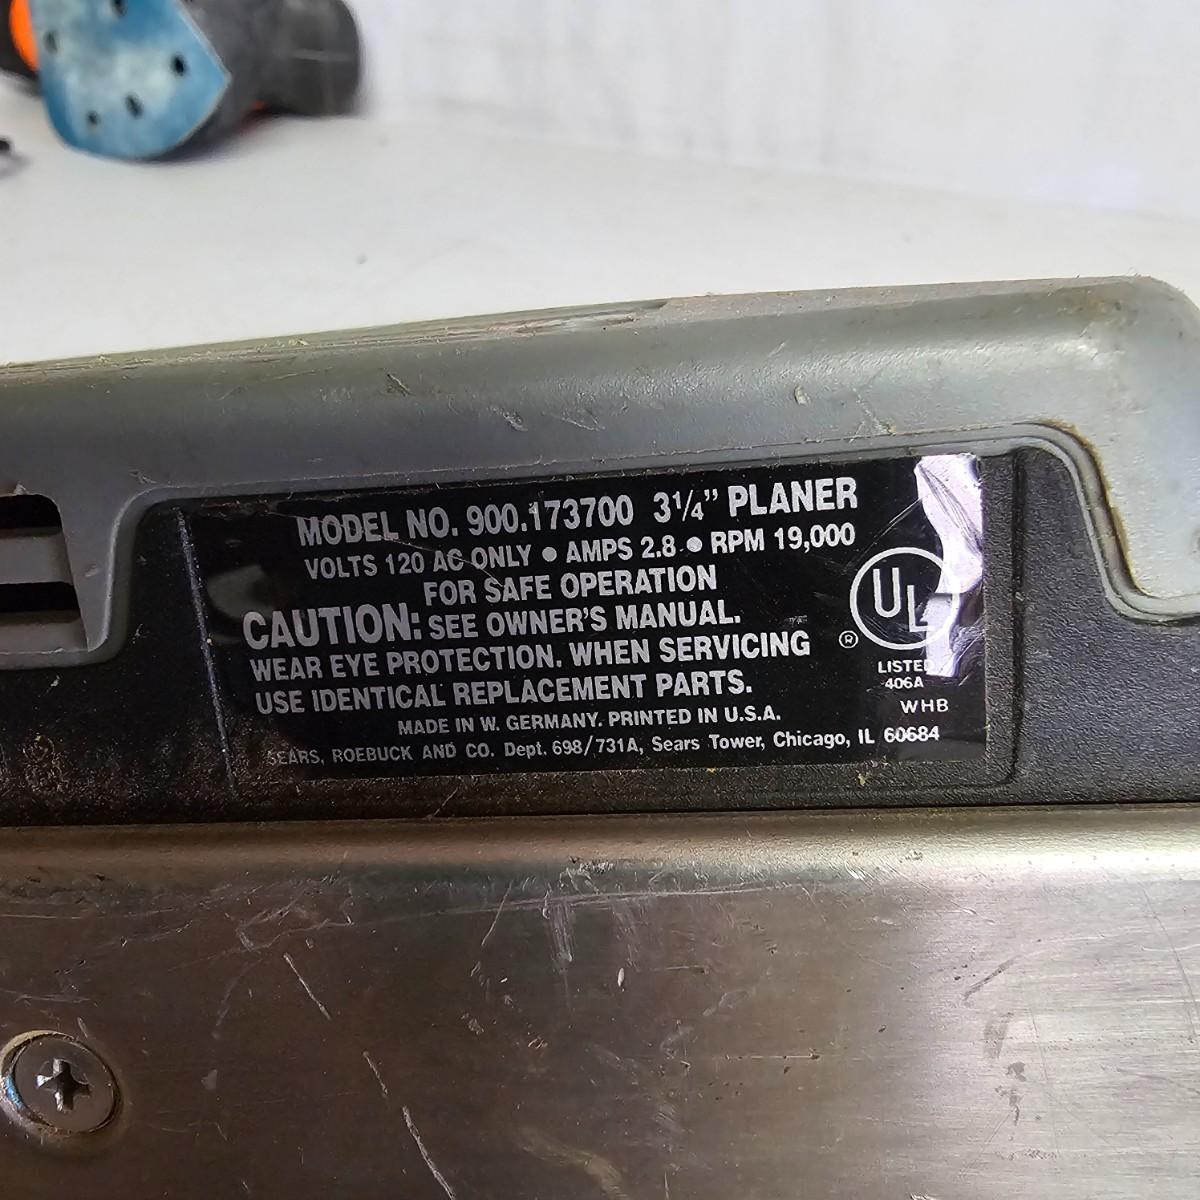 MODEL NO. 900.173700 3¼" PLANER
VOLTS 120 AC ONLY • AMPS 2.8 • RPM 19,000
FOR SAFE OPERATION
CAUTION: SEE OWNER'S MANUAL.
WEAR EYE PROTECTION. WHEN SERVICING
USE IDENTICAL REPLACEMENT PARTS.
MADE IN W. GERMANY. PRINTED IN U.S.A.
SEARS, ROEBUCK AND CO. Dept. 698/731A, Sears Tower, Chicago, IL 60684
UL
®
LISTED
406A
WHB